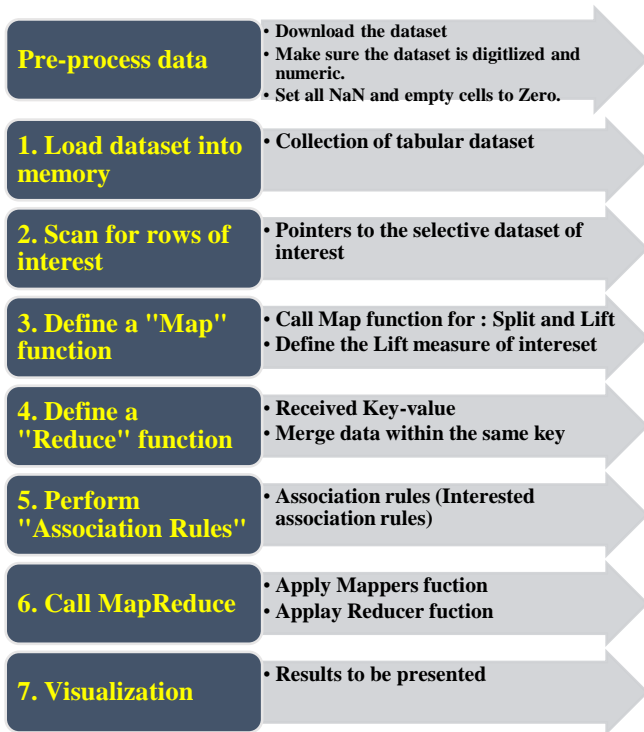 Pre-process data
• Download the dataset
• Make sure the dataset is digitlized and
numeric.
• Set all NaN and empty cells to Zero.
1. Load dataset into
memory
• Collection of tabular dataset
2. Scan for rows of
interest
• Pointers to the selective dataset of
interest
3. Define a "Map"
function
• Call Map function for : Split and Lift
• Define the Lift measure of intereset
4. Define a
"Reduce" function
• Received Key-value
• Merge data within the same key
5. Perform
"Association Rules"
• Association rules (Interested
association rules)
6. Call MapReduce
• Apply Mappers fuction
• Applay Reducer fuction
7. Visualization
• Results to be presented